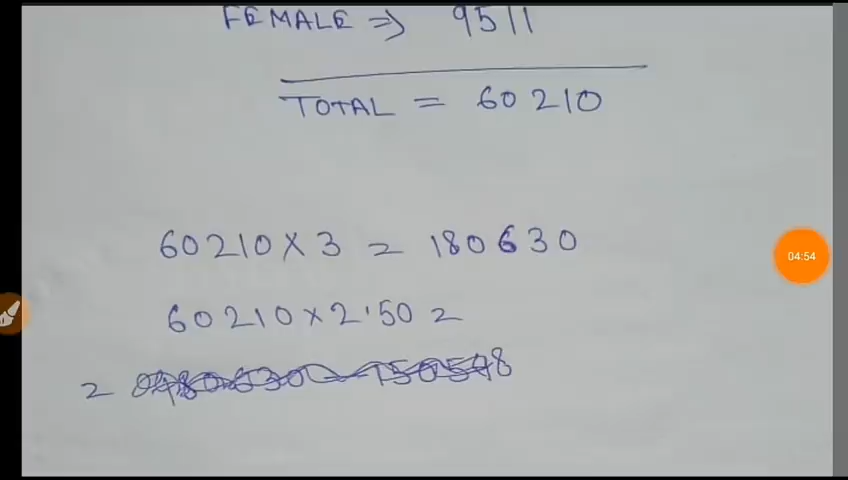 FEMALE => 9511
TOTAL = 60210
60210 × 3 = 180630
60210 × 2.50 =
=
04:54